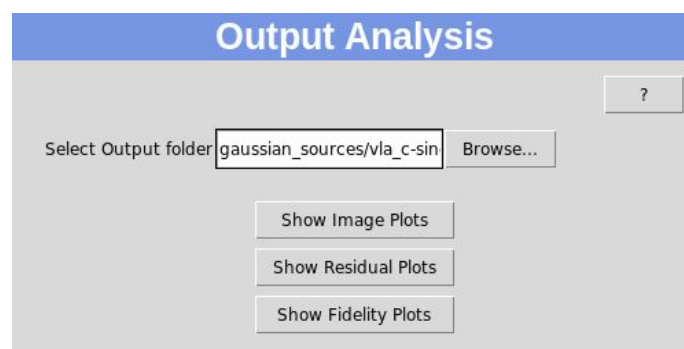 Output Analysis
?
Select Output folder gaussian_sources/vla_c-sin Browse...
Show Image Plots
Show Residual Plots
Show Fidelity Plots